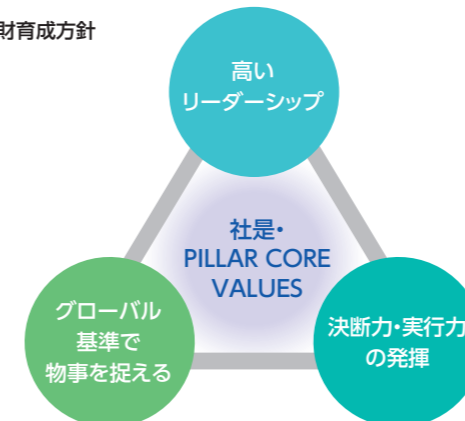 財育成方針
高い
リーダーシップ
社是・
PILLAR CORE
VALUES
グローバル
基準で
物事を捉える
決断力・実行力
の発揮